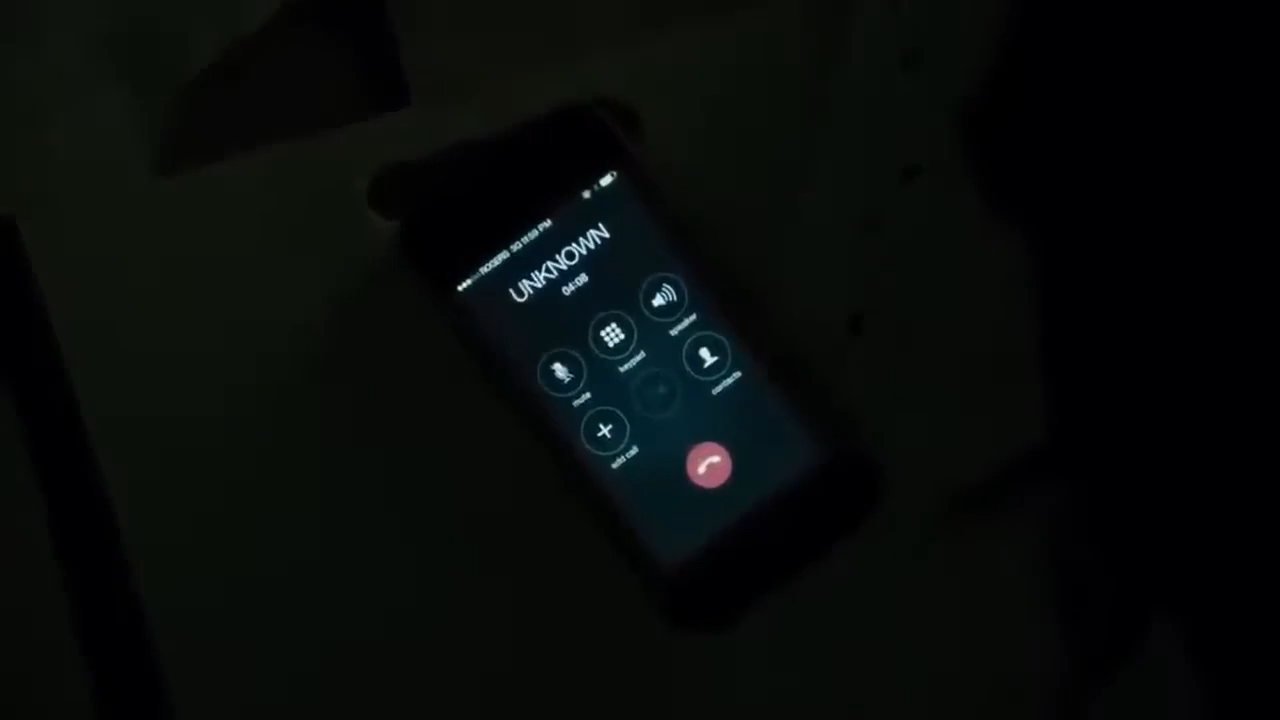 ROGERS 3G 11:59 PM
UNKNOWN
04:08
mute
keypad
speaker
add call
contacts